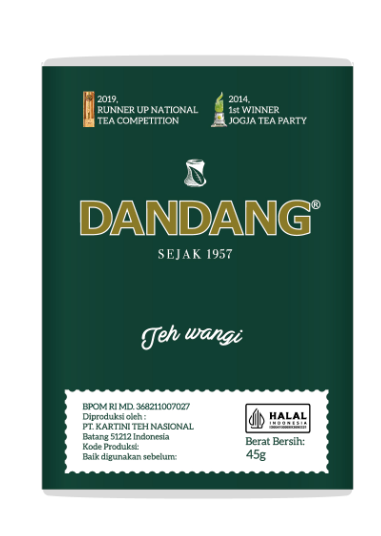 2019,
RUNNER UP NATIONAL
TEA COMPETITION
2014,
1st WINNER
JOGJA TEA PARTY
DANDANG®
SEJAK 1957
Teh wangi
BPOM RI MD. 368211007027
Diproduksi oleh :
PT. KARTINI TEH NASIONAL
Batang 51212 Indonesia
Kode Produksi:
Baik digunakan sebelum:
HALAL
INDONESIA
Berat Bersih:
45g